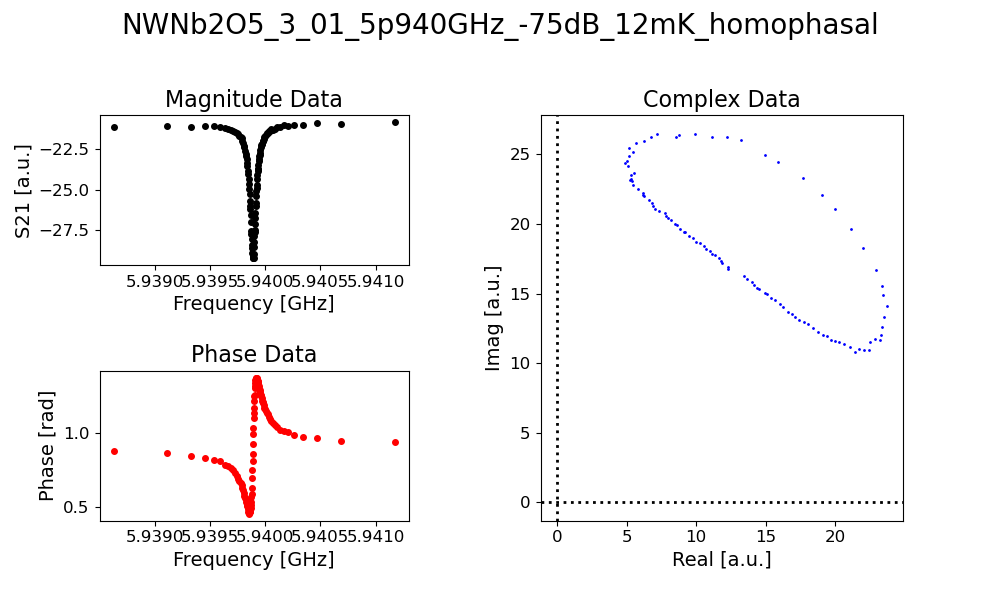 NWNb2O5_3_01_5p940GHz_-75dB_12mK_homophasal
Magnitude Data
S21 [a.u.]
−22.5
−25.0
−27.5
5.9390 5.9395 5.9400 5.9405 5.9410
Frequency [GHz]
Phase Data
Phase [rad]
1.0
0.5
5.9390 5.9395 5.9400 5.9405 5.9410
Frequency [GHz]
Complex Data
Imag [a.u.]
25
20
15
10
5
0
0 5 10 15 20
Real [a.u.]